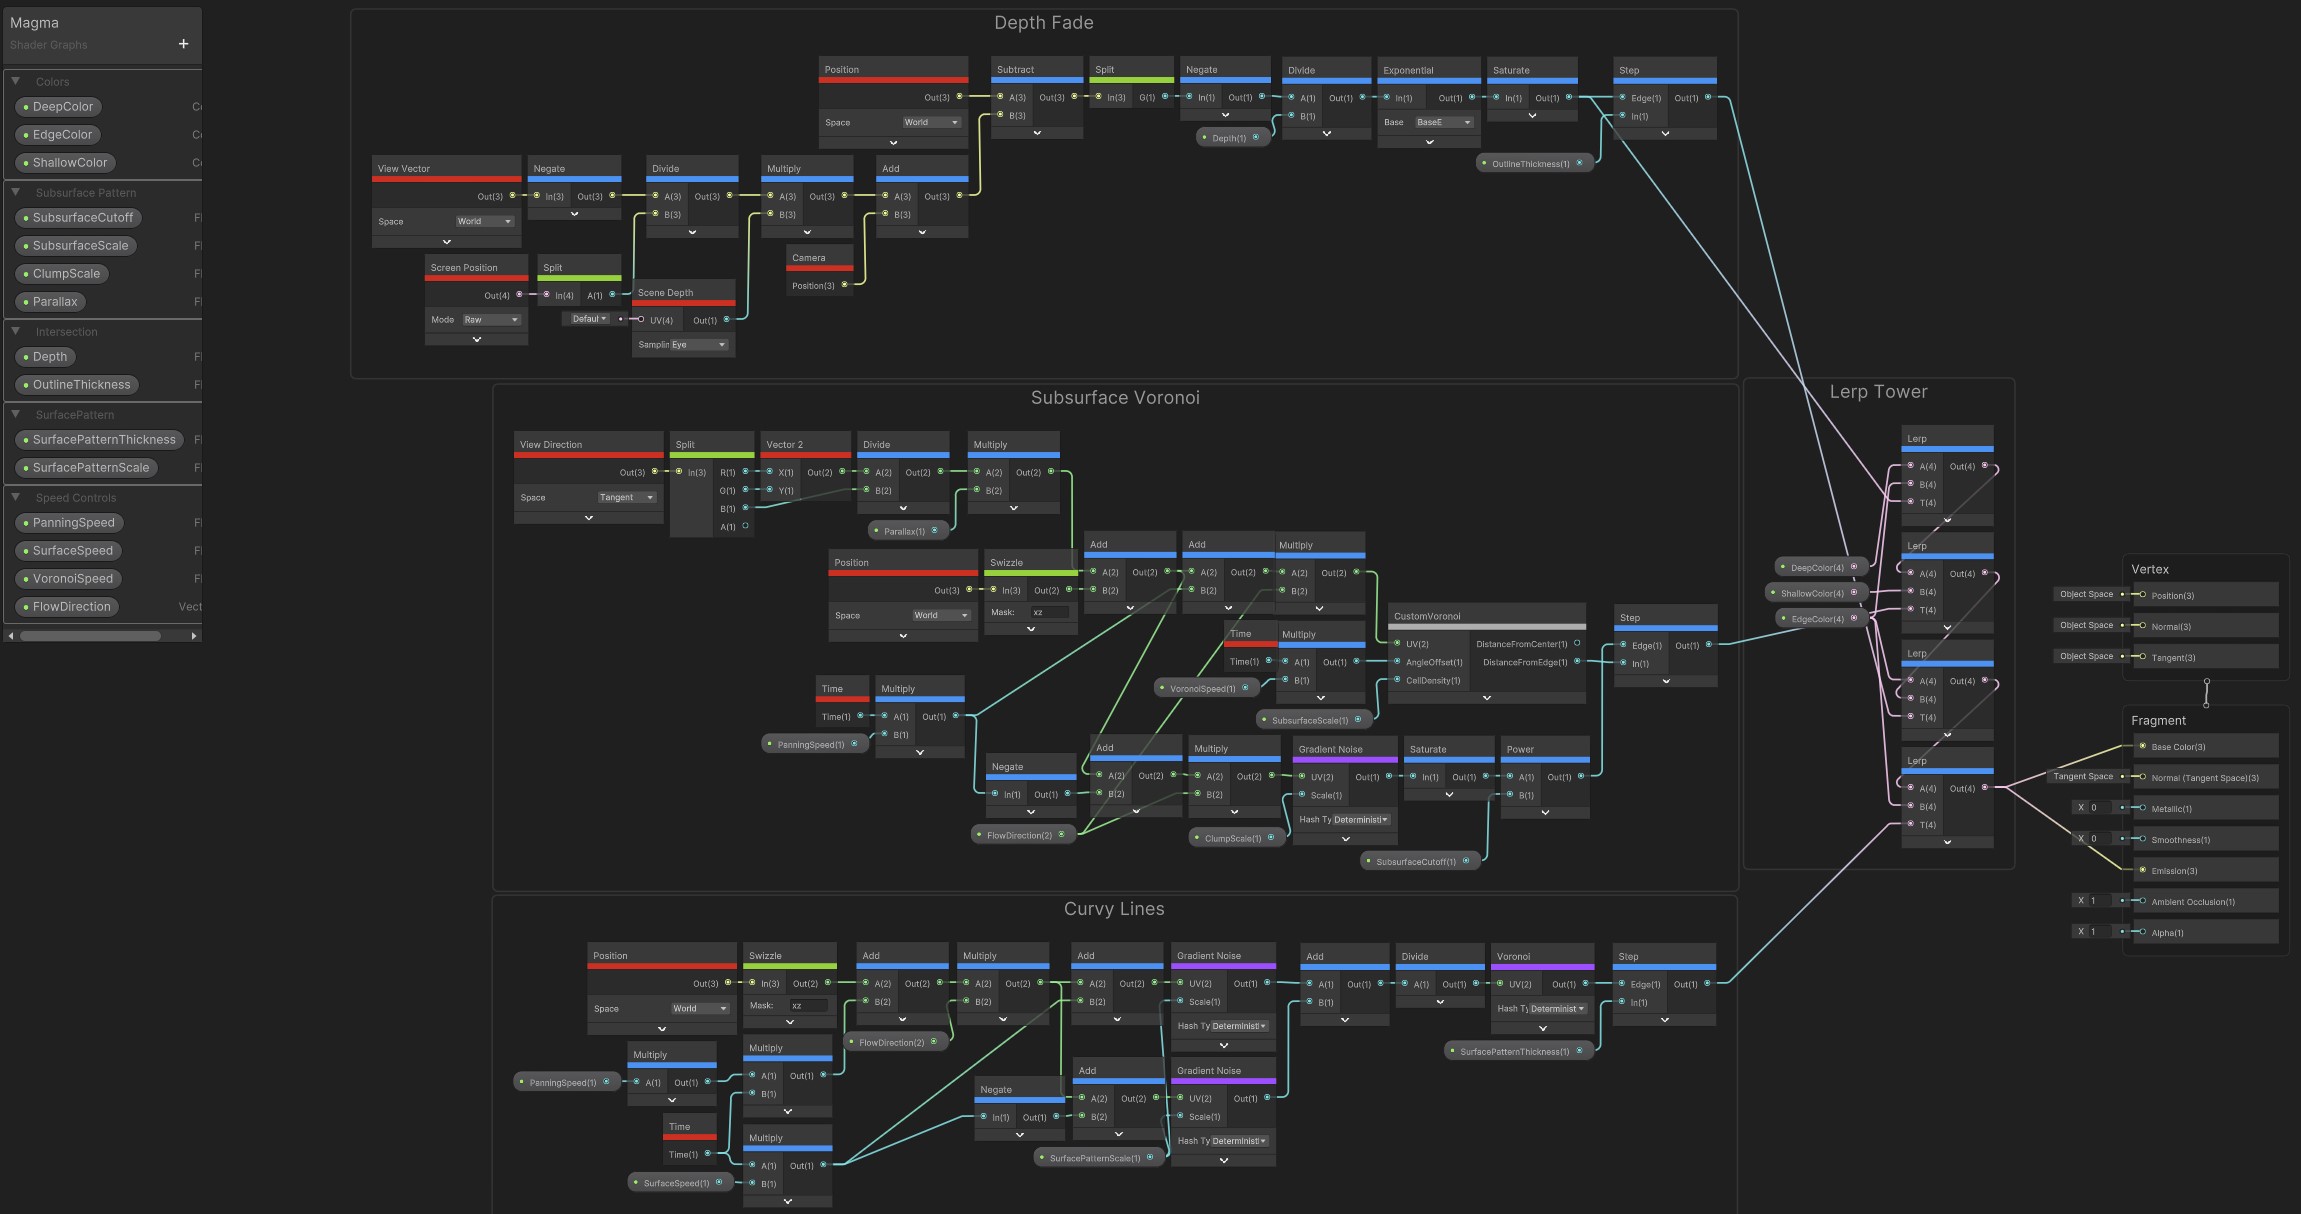 Magma
Shader Graphs
+
Colors
DeepColor
EdgeColor
ShallowColor
Subsurface Pattern
SubsurfaceCutoff
SubsurfaceScale
ClumpScale
Parallax
Intersection
Depth
OutlineThickness
SurfacePattern
SurfacePatternThickness
SurfacePatternScale
Speed Controls
PanningSpeed
SurfaceSpeed
VoronoiSpeed
FlowDirection Vect
Depth Fade
Position
Out(3)
Space World
Subtract
A(3) Out(3)
B(3)
Split
In(3) G(1)
Negate
In(1) Out(1)
Depth(1)
Divide
A(1) Out(1)
B(1)
Exponential
In(1) Out(1)
Base BaseE
Saturate
In(1) Out(1)
OutlineThickness(1)
Step
Edge(1) Out(1)
In(1)
View Vector
Out(3)
Space World
Negate
In(3) Out(3)
Divide
A(3) Out(3)
B(3)
Multiply
A(3) Out(3)
B(3)
Add
A(3) Out(3)
B(3)
Camera
Position(3)
Screen Position
Out(4)
Mode Raw
Split
In(4) A(1)
Scene Depth
Defaul UV(4) Out(1)
Samplin Eye
Subsurface Voronoi
View Direction
Out(3)
Space Tangent
Split
In(3) R(1)
G(1)
B(1)
A(1)
Vector 2
X(1) Out(2)
Y(1)
Divide
A(2) Out(2)
B(2)
Parallax(1)
Multiply
A(2) Out(2)
B(2)
Position
Out(3)
Space World
Swizzle
In(3) Out(2)
Mask: xz
Add
A(2) Out(2)
B(2)
Add
A(2) Out(2)
B(2)
Multiply
A(2) Out(2)
B(2)
Time
Time(1)
Multiply
A(1) Out(1)
B(1)
VoronoiSpeed(1)
SubsurfaceScale(1)
CustomVoronoi
UV(2) DistanceFromCenter(1)
AngleOffset(1) DistanceFromEdge(1)
CellDensity(1)
Step
Edge(1) Out(1)
In(1)
Time
Time(1)
PanningSpeed(1)
Multiply
A(1) Out(1)
B(1)
Negate
In(1) Out(1)
FlowDirection(2)
Add
A(2) Out(2)
B(2)
Multiply
A(2) Out(2)
B(2)
ClumpScale(1)
Gradient Noise
UV(2) Out(1)
Scale(1)
Hash Ty Deterministi
Saturate
In(1) Out(1)
SubsurfaceCutoff(1)
Power
A(1) Out(1)
B(1)
Curvy Lines
Position
Out(3)
Space World
Swizzle
In(3) Out(2)
Mask: xz
Add
A(2) Out(2)
B(2)
FlowDirection(2)
Multiply
A(2) Out(2)
B(2)
Add
A(2) Out(2)
B(2)
Gradient Noise
UV(2) Out(1)
Scale(1)
Hash Ty Determinist
Add
A(1) Out(1)
B(1)
Divide
A(1) Out(1)
Voronoi
UV(2) Out(1)
Hash T Determinist
SurfacePatternThickness(1)
Step
Edge(1) Out(1)
In(1)
PanningSpeed(1)
Multiply
A(1) Out(1)
Multiply
A(1) Out(1)
B(1)
Time
Time(1)
SurfaceSpeed(1)
Multiply
A(1) Out(1)
B(1)
Negate
In(1) Out(1)
Add
A(2) Out(2)
B(2)
SurfacePatternScale(1)
Gradient Noise
UV(2) Out(1)
Scale(1)
Hash Ty Determinist
Lerp Tower
Lerp
A(4) Out(4)
B(4)
T(4)
Lerp
A(4) Out(4)
B(4)
T(4)
Lerp
A(4) Out(4)
B(4)
T(4)
Lerp
A(4) Out(4)
B(4)
T(4)
DeepColor(4)
ShallowColor(4)
EdgeColor(4)
Vertex
Object Space Position(3)
Object Space Normal(3)
Object Space Tangent(3)
Fragment
Base Color(3)
Tangent Space Normal (Tangent Space)(3)
X 0 Metallic(1)
X 0 Smoothness(1)
Emission(3)
X 1 Ambient Occlusion(1)
X 1 Alpha(1)